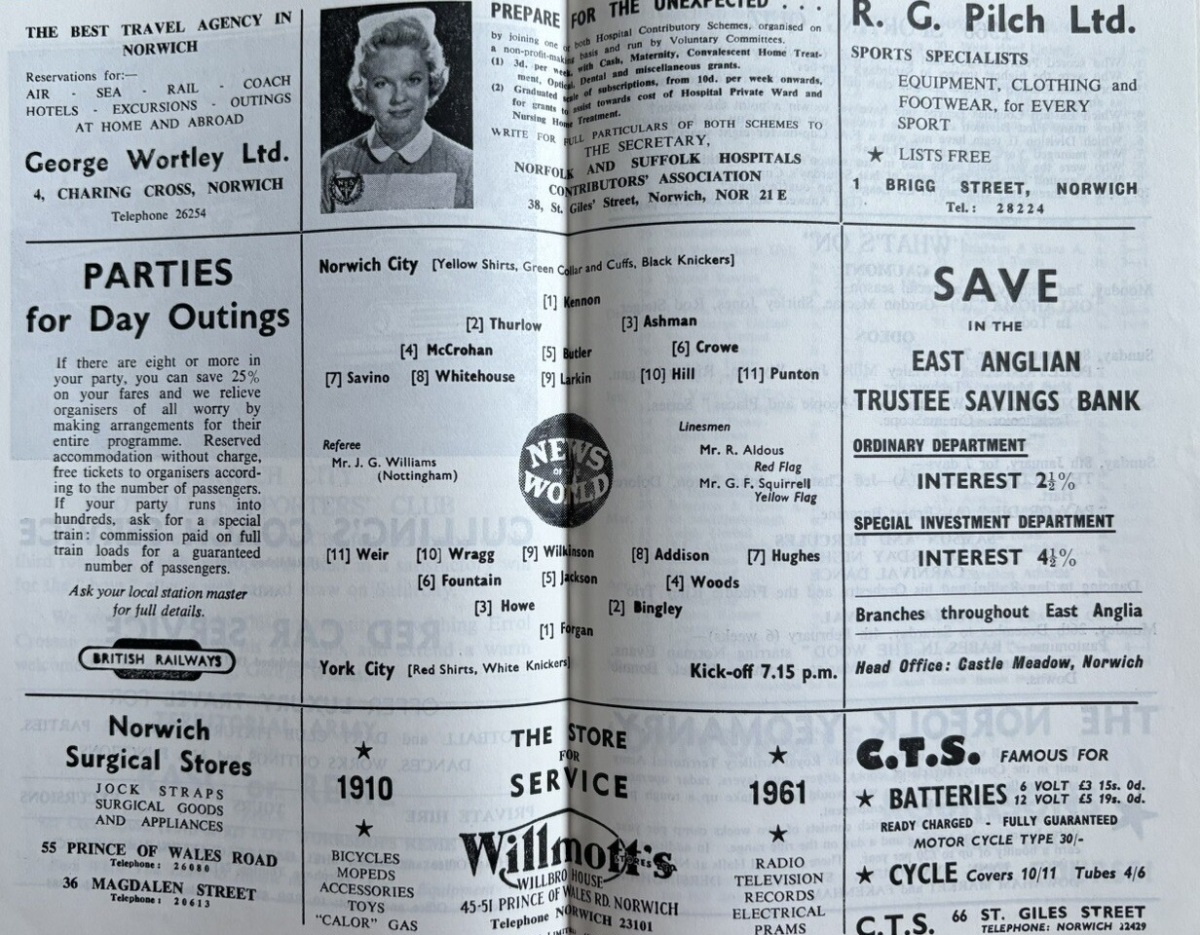 THE BEST TRAVEL AGENCY IN
NORWICH
Reservations for:—
AIR - SEA - RAIL - COACH
HOTELS - EXCURSIONS - OUTINGS
AT HOME AND ABROAD
George Wortley Ltd.
4, CHARING CROSS, NORWICH
Telephone 26254
PREPARE FOR THE UNEXPECTED . . .
by joining one or both Hospital Contributory Schemes, organised on
a non-profit-making basis and run by Voluntary Committees.
(1) 3d. per week, with Cash, Maternity, Convalescent Home Treat-
ment, Optical, Dental and miscellaneous grants.
(2) Graduated scale of subscriptions, from 10d. per week onwards,
for grants to assist towards cost of Hospital Private Ward and
Nursing Home Treatment.
WRITE FOR FULL PARTICULARS OF BOTH SCHEMES TO
THE SECRETARY,
NORFOLK AND SUFFOLK HOSPITALS
CONTRIBUTORS' ASSOCIATION
38, St. Giles' Street, Norwich, NOR 21 E
R. G. Pilch Ltd.
SPORTS SPECIALISTS
EQUIPMENT, CLOTHING and
FOOTWEAR, for EVERY
SPORT
★ LISTS FREE
1 BRIGG STREET, NORWICH
Tel.: 28224
PARTIES
for Day Outings
If there are eight or more in
your party, you can save 25%
on your fares and we relieve
organisers of all worry by
making arrangements for their
entire programme. Reserved
accommodation without charge,
free tickets to organisers accord-
ing to the number of passengers.
If your party runs into
hundreds, ask for a special
train: commission paid on full
train loads for a guaranteed
number of passengers.
Ask your local station master
for full details.
BRITISH RAILWAYS
Norwich City [Yellow Shirts, Green Collar and Cuffs, Black Knickers]
[1] Kennon
[2] Thurlow [3] Ashman
[4] McCrohan [5] Butler [6] Crowe
[7] Savino [8] Whitehouse [9] Larkin [10] Hill [11] Punton
Referee
Mr. J. G. Williams
(Nottingham)
NEWS
OF
WORLD
Linesmen
Mr. R. Aldous
Red Flag
Mr. G. F. Squirrell
Yellow Flag
[11] Weir [10] Wragg [9] Wilkinson [8] Addison [7] Hughes
[6] Fountain [5] Jackson [4] Woods
[3] Howe [2] Bingley
[1] Forgan
York City [Red Shirts, White Knickers] Kick-off 7.15 p.m.
SAVE
IN THE
EAST ANGLIAN
TRUSTEE SAVINGS BANK
ORDINARY DEPARTMENT
INTEREST 2½%
SPECIAL INVESTMENT DEPARTMENT
INTEREST 4½%
Branches throughout East Anglia
Head Office: Castle Meadow, Norwich
Norwich
Surgical Stores
JOCK STRAPS
SURGICAL GOODS
AND APPLIANCES
55 PRINCE OF WALES ROAD
Telephone: 26080
36 MAGDALEN STREET
Telephone: 20613
★
1910
★
BICYCLES
MOPEDS
ACCESSORIES
TOYS
"CALOR" GAS
THE STORE
FOR
SERVICE
Willmott's
WILLBRO HOUSE
45-51 PRINCE OF WALES RD. NORWICH
Telephone NORWICH 23101
★
1961
★
RADIO
TELEVISION
RECORDS
ELECTRICAL
PRAMS
C.T.S. FAMOUS FOR
★ BATTERIES 6 VOLT £3 15s. 0d.
12 VOLT £5 19s. 0d.
READY CHARGED - FULLY GUARANTEED
MOTOR CYCLE TYPE 30/-
★ CYCLE Covers 10/11 Tubes 4/6
C.T.S. 66 ST. GILES STREET
TELEPHONE: NORWICH 22429